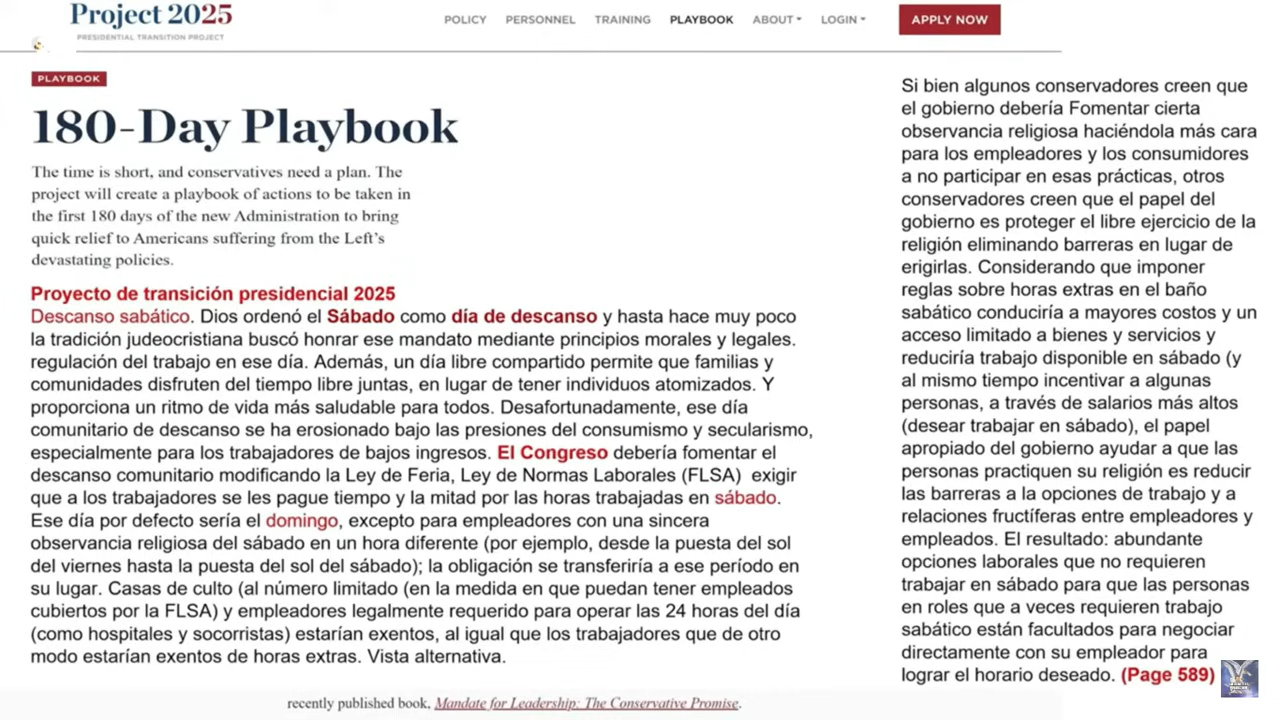 Project 2025
PRESIDENTIAL TRANSITION PROJECT
POLICY PERSONNEL TRAINING PLAYBOOK ABOUT LOGIN APPLY NOW
PLAYBOOK
180-Day Playbook
The time is short, and conservatives need a plan. The
project will create a playbook of actions to be taken in
the first 180 days of the new Administration to bring
quick relief to Americans suffering from the Left's
devastating policies.
Proyecto de transición presidencial 2025
Descanso sabático. Dios ordenó el Sábado como día de descanso y hasta hace muy poco
la tradición judeocristiana buscó honrar ese mandato mediante principios morales y legales.
regulación del trabajo en ese día. Además, un día libre compartido permite que familias y
comunidades disfruten del tiempo libre juntas, en lugar de tener individuos atomizados. Y
proporciona un ritmo de vida más saludable para todos. Desafortunadamente, ese día
comunitario de descanso se ha erosionado bajo las presiones del consumismo y secularismo,
especialmente para los trabajadores de bajos ingresos. El Congreso debería fomentar el
descanso comunitario modificando la Ley de Feria, Ley de Normas Laborales (FLSA) exigir
que a los trabajadores se les pague tiempo y la mitad por las horas trabajadas en sábado.
Ese día por defecto sería el domingo, excepto para empleadores con una sincera
observancia religiosa del sábado en un hora diferente (por ejemplo, desde la puesta del sol
del viernes hasta la puesta del sol del sábado); la obligación se transferiría a ese período en
su lugar. Casas de culto (al número limitado (en la medida en que puedan tener empleados
cubiertos por la FLSA) y empleadores legalmente requerido para operar las 24 horas del día
(como hospitales y socorristas) estarían exentos, al igual que los trabajadores que de otro
modo estarían exentos de horas extras. Vista alternativa.
Si bien algunos conservadores creen que
el gobierno debería Fomentar cierta
observancia religiosa haciéndola más cara
para los empleadores y los consumidores
a no participar en esas prácticas, otros
conservadores creen que el papel del
gobierno es proteger el libre ejercicio de la
religión eliminando barreras en lugar de
erigirlas. Considerando que imponer
reglas sobre horas extras en el baño
sabático conduciría a mayores costos y un
acceso limitado a bienes y servicios y
reduciría trabajo disponible en sábado (y
al mismo tiempo incentivar a algunas
personas, a través de salarios más altos
(desear trabajar en sábado), el papel
apropiado del gobierno ayudar a que las
personas practiquen su religión es reducir
las barreras a la opciones de trabajo y a
relaciones fructíferas entre empleadores y
empleados. El resultado: abundante
opciones laborales que no requieren
trabajar en sábado para que las personas
en roles que a veces requieren trabajo
sabático están facultados para negociar
directamente con su empleador para
lograr el horario deseado. (Page 589)
recently published book, Mandate for Leadership: The Conservative Promise.